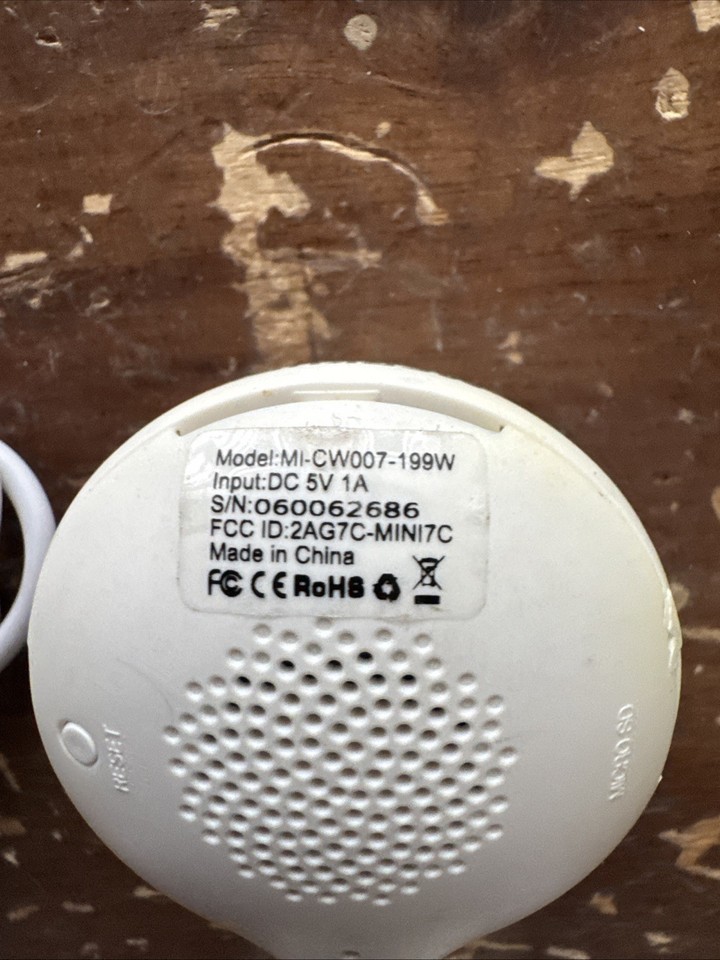 Model:MI-CW007-199W
Input:DC 5V 1A
S/N:060062686
FCC ID:2AG7C-MINI7C
Made in China
FC CE RoHS
RESET
MICRO SD